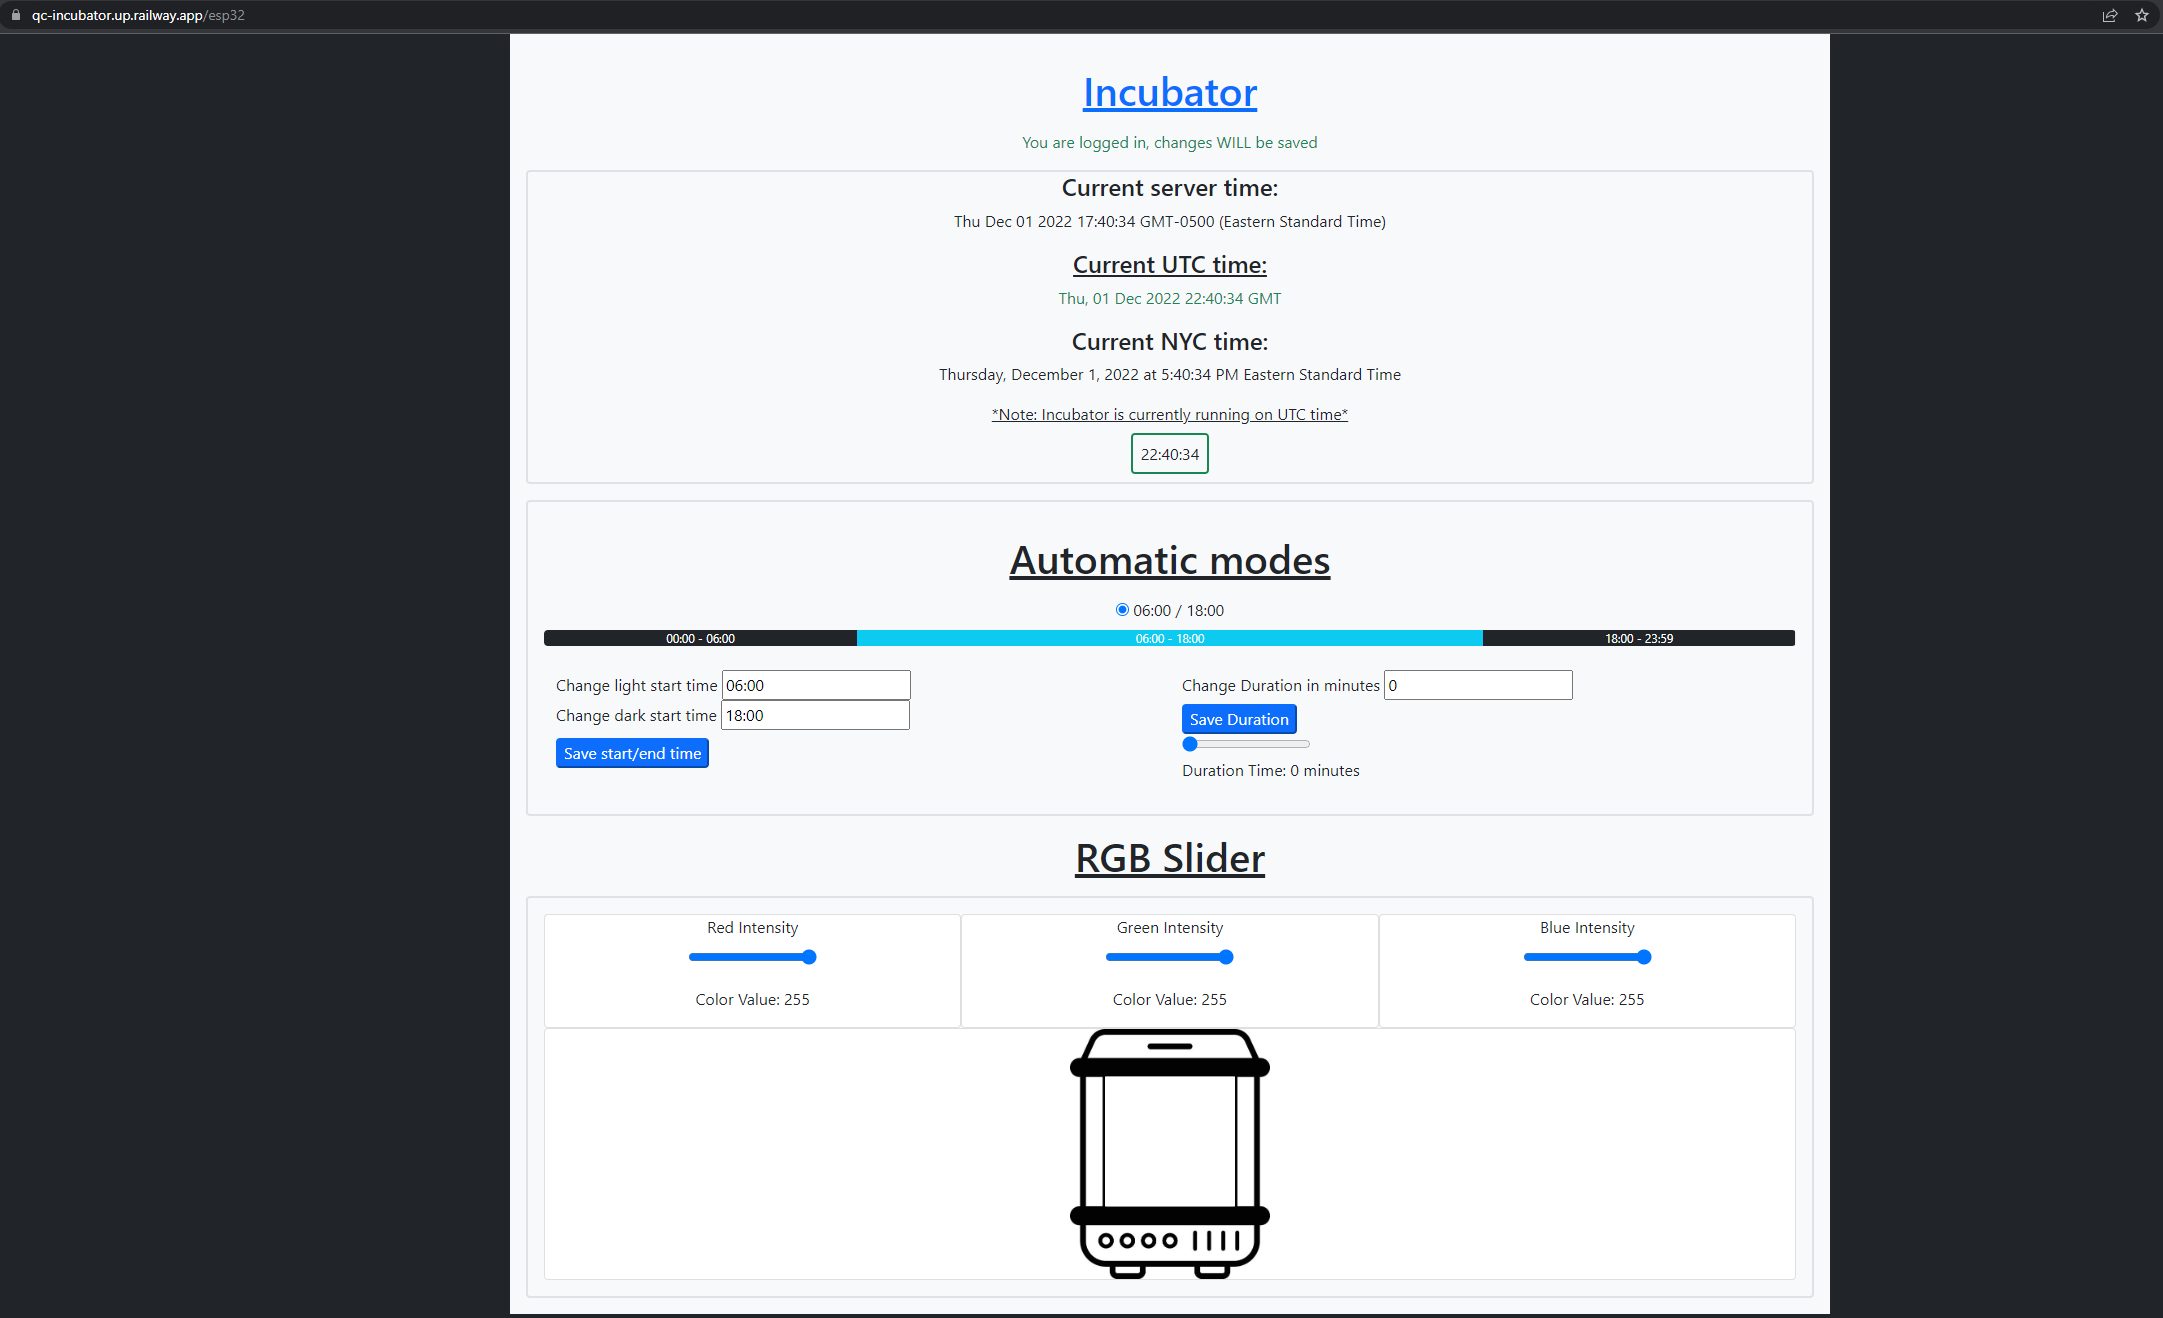 qc-incubator.up.railway.app/esp32
Incubator
You are logged in, changes WILL be saved
Current server time:
Thu Dec 01 2022 17:40:34 GMT-0500 (Eastern Standard Time)
Current UTC time:
Thu, 01 Dec 2022 22:40:34 GMT
Current NYC time:
Thursday, December 1, 2022 at 5:40:34 PM Eastern Standard Time
*Note: Incubator is currently running on UTC time*
22:40:34
Automatic modes
06:00 / 18:00
00:00 - 06:00 06:00 - 18:00 18:00 - 23:59
Change light start time 06:00
Change dark start time 18:00
Save start/end time
Change Duration in minutes 0
Save Duration
Duration Time: 0 minutes
RGB Slider
Red Intensity Green Intensity Blue Intensity
Color Value: 255 Color Value: 255 Color Value: 255